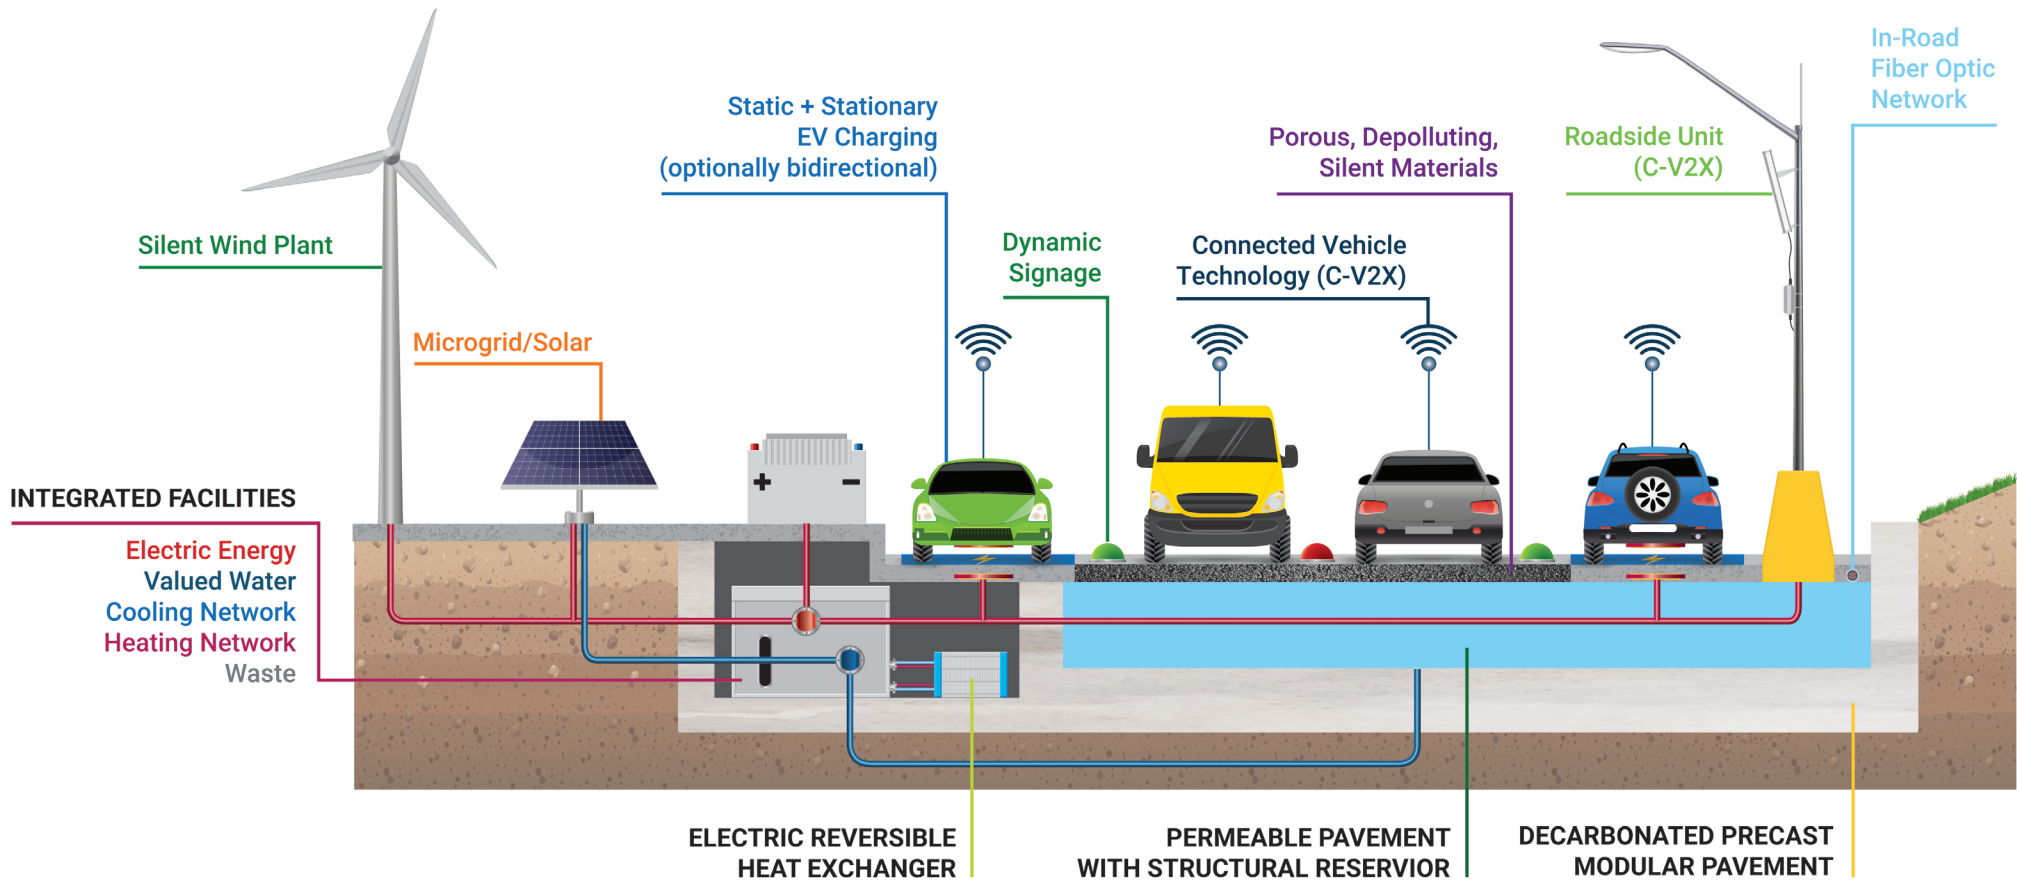 In-Road
Fiber Optic
Network
Static + Stationary
EV Charging
(optionally bidirectional)
Porous, Depolluting,
Silent Materials
Roadside Unit
(C-V2X)
Silent Wind Plant
Dynamic
Signage
Connected Vehicle
Technology (C-V2X)
Microgrid/Solar
INTEGRATED FACILITIES
Electric Energy
Valued Water
Cooling Network
Heating Network
Waste
ELECTRIC REVERSIBLE
HEAT EXCHANGER
PERMEABLE PAVEMENT
WITH STRUCTURAL RESERVIOR
DECARBONATED PRECAST
MODULAR PAVEMENT